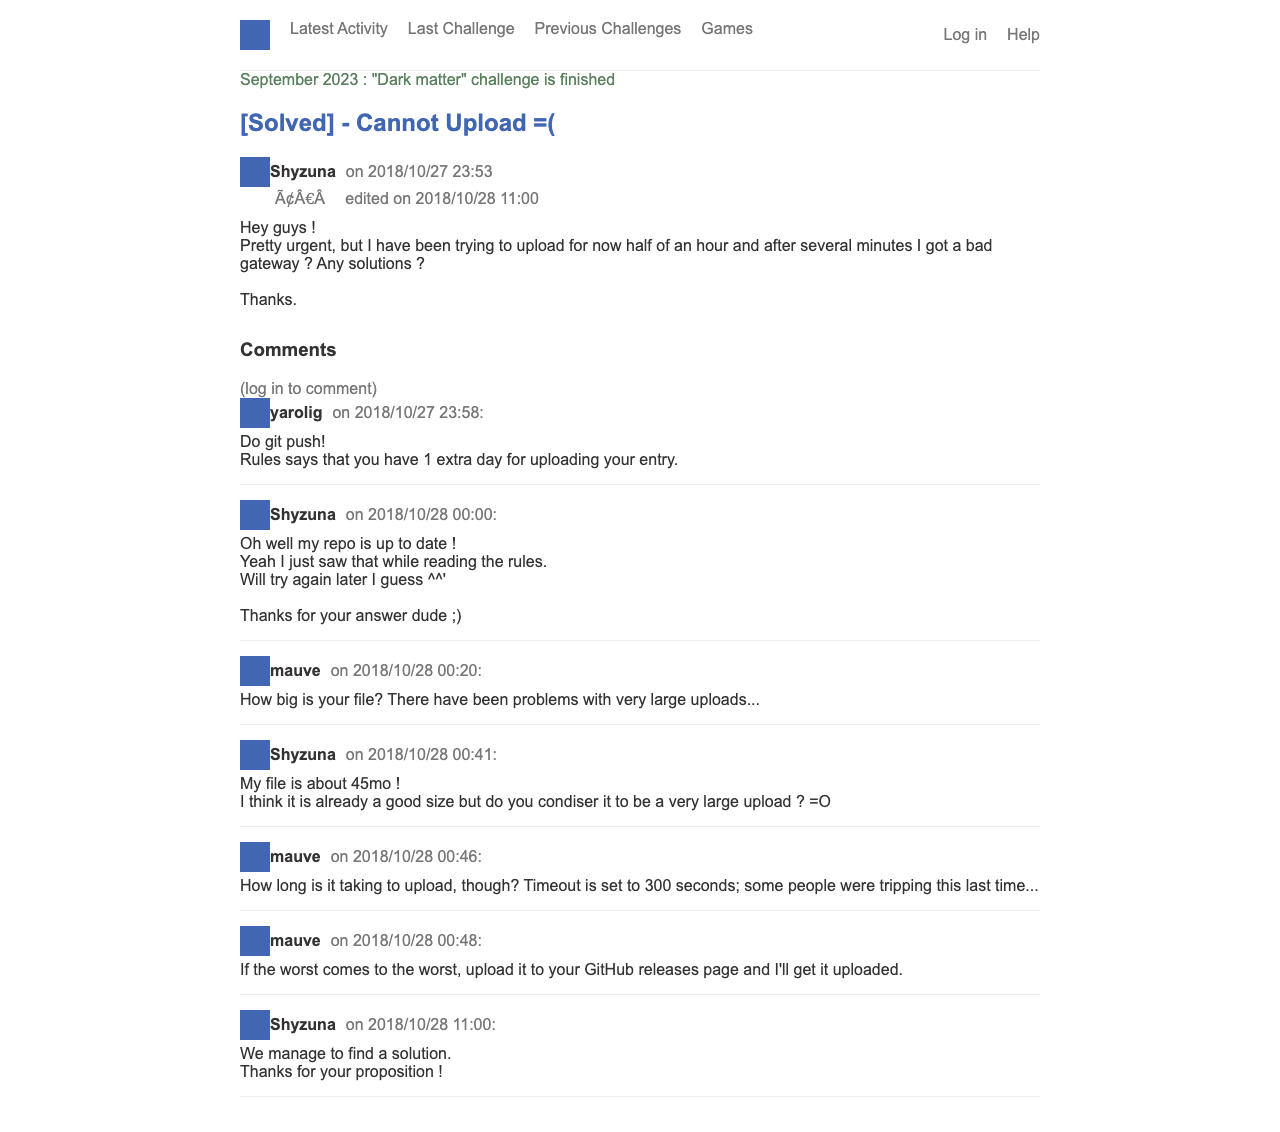 Latest Activity Last Challenge Previous Challenges Games Log in Help
September 2023 : "Dark matter" challenge is finished
[Solved] - Cannot Upload =(
Shyzuna on 2018/10/27 23:53
Ã¢Â€Â edited on 2018/10/28 11:00
Hey guys !
Pretty urgent, but I have been trying to upload for now half of an hour and after several minutes I got a bad
gateway ? Any solutions ?
Thanks.
Comments
(log in to comment)
yarolig on 2018/10/27 23:58:
Do git push!
Rules says that you have 1 extra day for uploading your entry.
Shyzuna on 2018/10/28 00:00:
Oh well my repo is up to date !
Yeah I just saw that while reading the rules.
Will try again later I guess ^^'
Thanks for your answer dude ;)
mauve on 2018/10/28 00:20:
How big is your file? There have been problems with very large uploads...
Shyzuna on 2018/10/28 00:41:
My file is about 45mo !
I think it is already a good size but do you condiser it to be a very large upload ? =O
mauve on 2018/10/28 00:46:
How long is it taking to upload, though? Timeout is set to 300 seconds; some people were tripping this last time...
mauve on 2018/10/28 00:48:
If the worst comes to the worst, upload it to your GitHub releases page and I'll get it uploaded.
Shyzuna on 2018/10/28 11:00:
We manage to find a solution.
Thanks for your proposition !